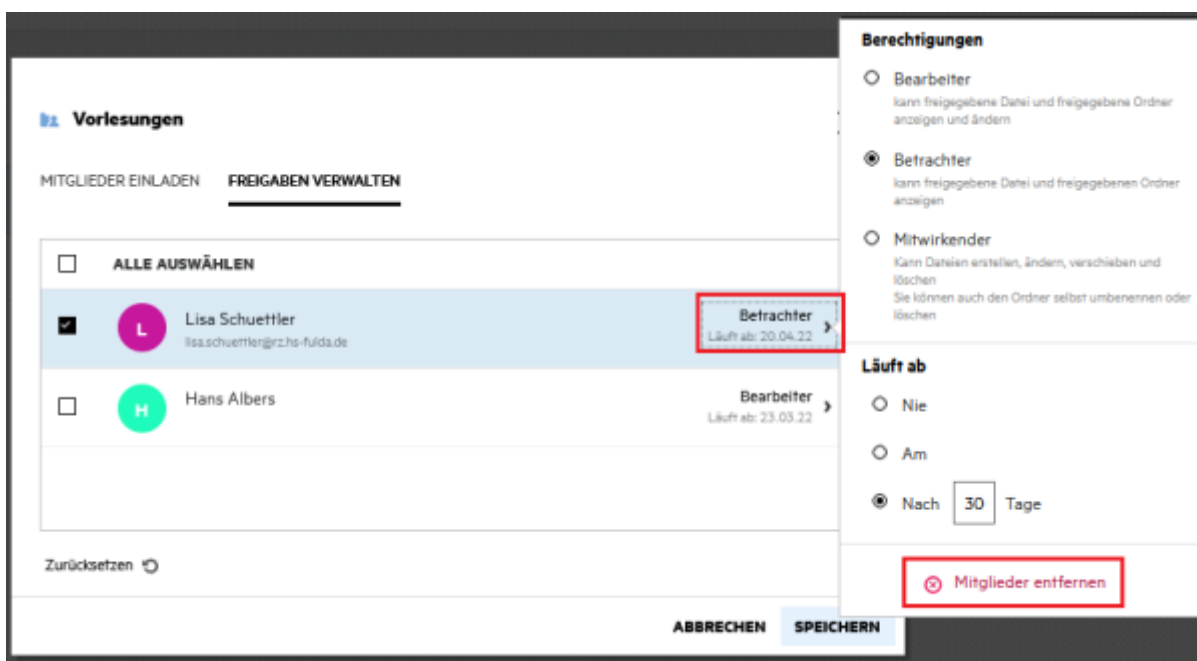 Vorlesungen
MITGLIEDER EINLADEN FREIGABEN VERWALTEN
ALLE AUSWÄHLEN
L
Lisa Schuettler
lisa.schuettler@rz.hs-fulda.de
Betrachter
Läuft ab: 20.04.22
H
Hans Albers
Bearbeiter
Läuft ab: 23.03.22
Zurücksetzen
ABBRECHEN SPEICHERN
Berechtigungen
Bearbeiter
kann freigegebene Datei und freigegebene Ordner
anzeigen und ändern
Betrachter
kann freigegebene Datei und freigegebenen Ordner
anzeigen
Mitwirkender
Kann Dateien erstellen, ändern, verschieben und
löschen
Sie können auch den Ordner selbst umbenennen oder
löschen
Läuft ab
Nie
Am
Nach 30 Tage
Mitglieder entfernen